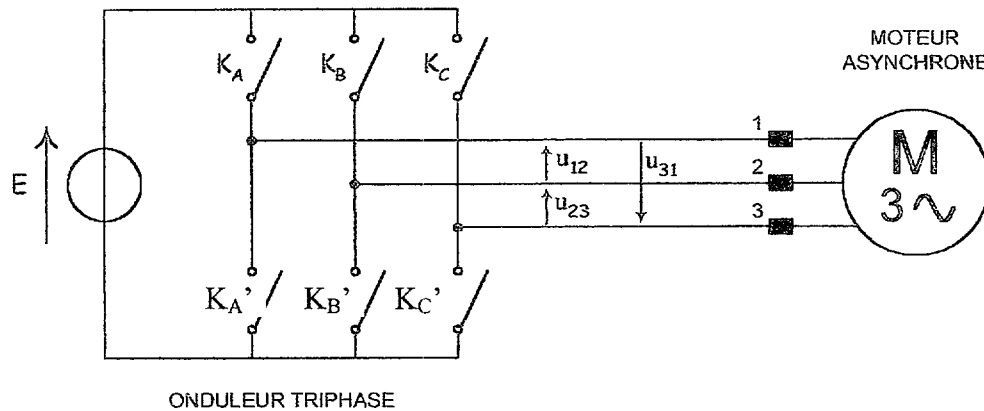 MOTEUR
ASYNCHRONE
K_A K_B K_C
1
M
E
u_12 u_31 2
3~
u_23 3
K_A' K_B' K_C'
ONDULEUR TRIPHASE